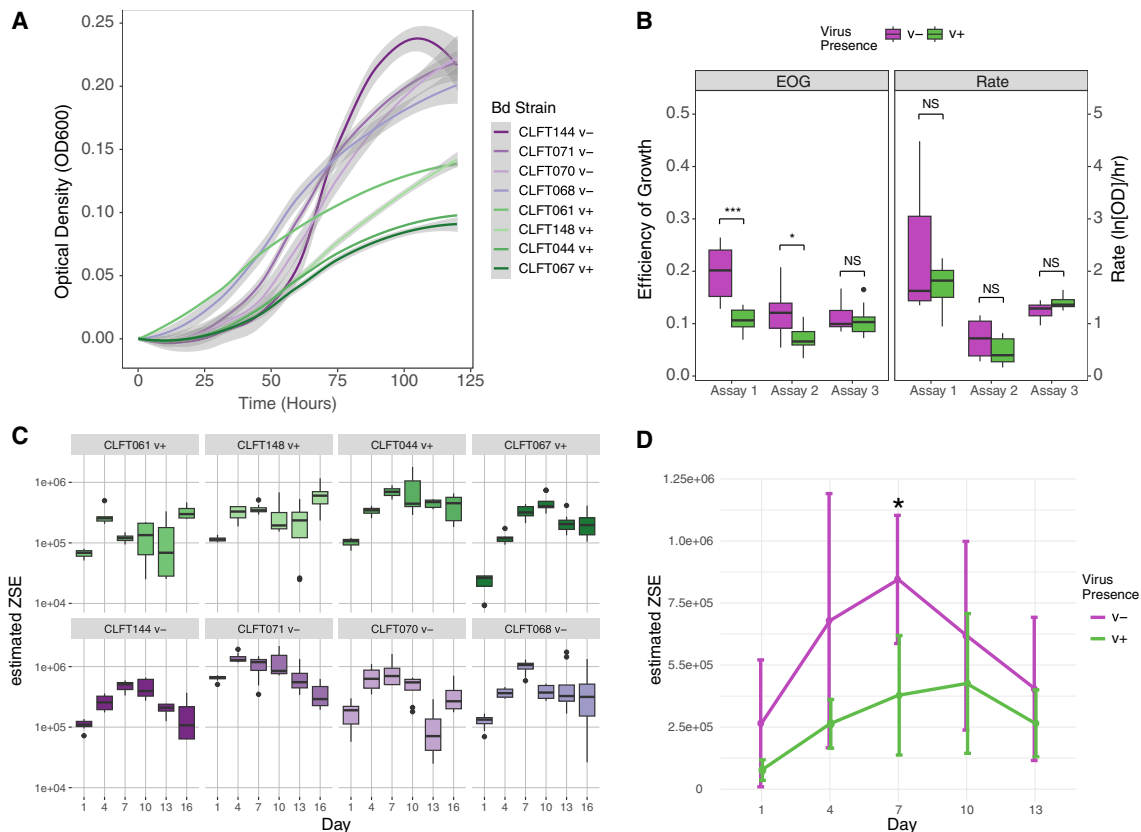 A
0.25
0.20
0.15
0.10
0.05
0.00
Optical Density (OD600)
0
25
50
75
100
125
Time (Hours)
Bd Strain
CLFT144 v−
CLFT071 v−
CLFT070 v−
CLFT068 v−
CLFT061 v+
CLFT148 v+
CLFT044 v+
CLFT067 v+
B
Virus
Presence
v−
v+
EOG
Rate
0.5
0.4
0.3
0.2
0.1
0.0
Efficiency of Growth
***
*
NS
NS
NS
NS
5
4
3
2
1
0
Rate (ln[OD]/hr)
Assay 1
Assay 2
Assay 3
Assay 1
Assay 2
Assay 3
C
CLFT061 v+
CLFT148 v+
CLFT044 v+
CLFT067 v+
1e+06
1e+05
1e+04
CLFT144 v−
CLFT071 v−
CLFT070 v−
CLFT068 v−
1e+06
1e+05
1e+04
estimated ZSE
1 4 7 10 13 16
1 4 7 10 13 16
1 4 7 10 13 16
1 4 7 10 13 16
Day
D
1.25e+06
1.0e+06
7.5e+05
5.5e+05
2.5e+05
0
estimated ZSE
*
1
4
7
10
13
Day
Virus
Presence
v−
v+